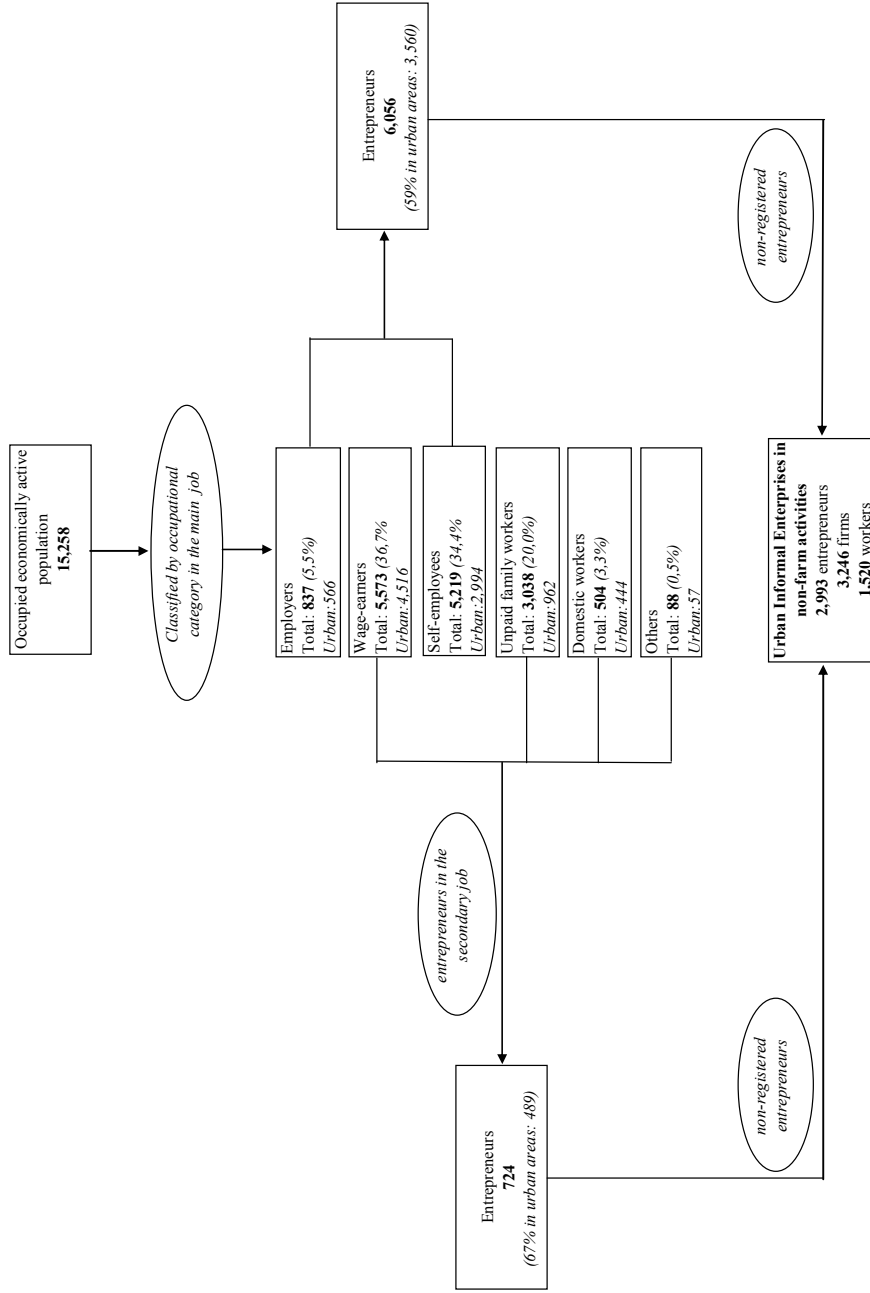 Occupied economically active
population
15,258
Classified by occupational
category in the main job
Employers
Total: 837 (5,5%)
Urban:566
Wage-earners
Total: 5,573 (36,7%)
Urban:4,516
Self-employees
Total: 5,219 (34,4%)
Urban:2,994
Unpaid family workers
Total: 3,038 (20,0%)
Urban:962
Domestic workers
Total: 504 (3,3%)
Urban:444
Others
Total: 88 (0,5%)
Urban:57
Entrepreneurs
6,056
(59% in urban areas: 3,560)
entrepreneurs in the
secondary job
Entrepreneurs
724
(67% in urban areas: 489)
non-registered
entrepreneurs
non-registered
entrepreneurs
Urban Informal Enterprises in
non-farm activities
2,993 entrepreneurs
3,246 firms
1,520 workers